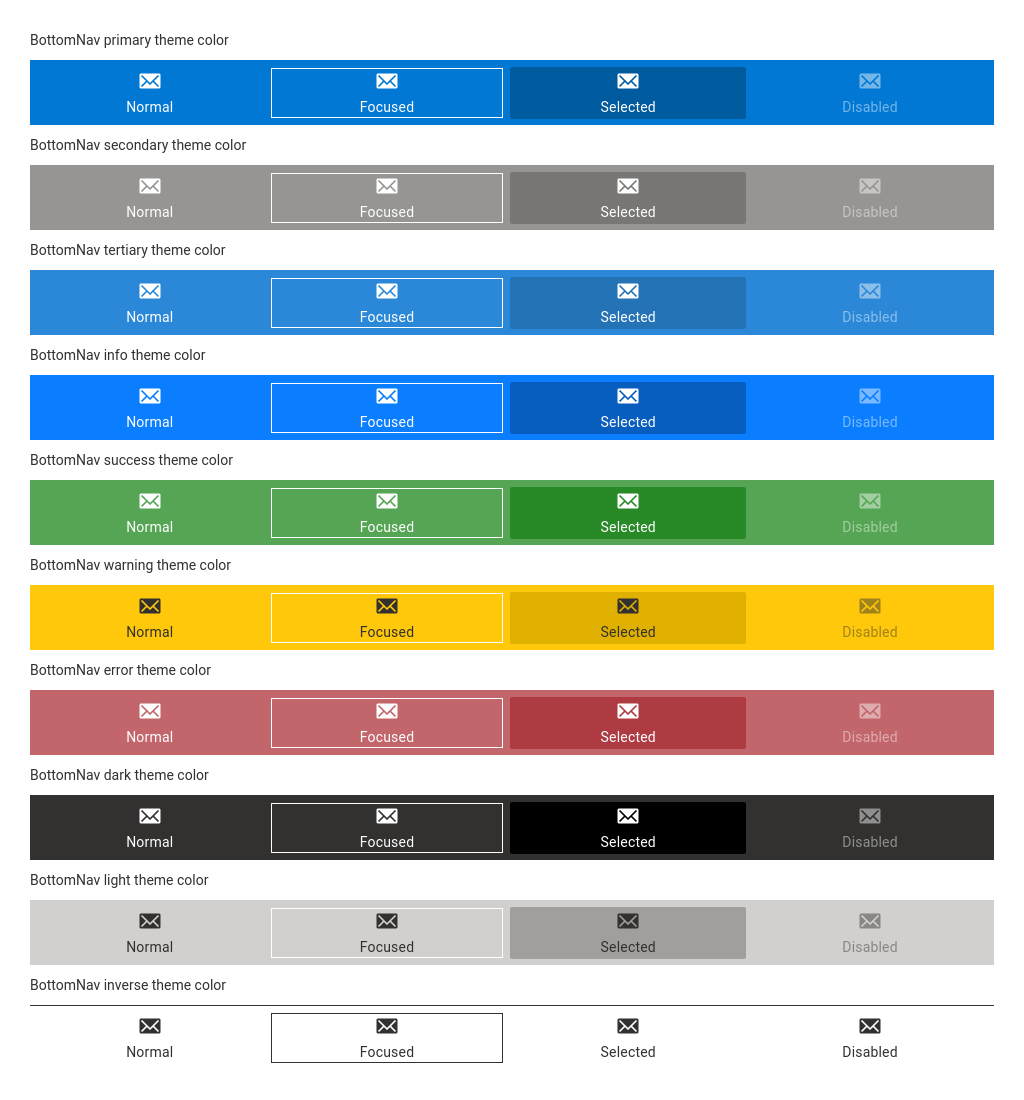 BottomNav primary theme color
Normal Focused Selected Disabled
BottomNav secondary theme color
Normal Focused Selected Disabled
BottomNav tertiary theme color
Normal Focused Selected Disabled
BottomNav info theme color
Normal Focused Selected Disabled
BottomNav success theme color
Normal Focused Selected Disabled
BottomNav warning theme color
Normal Focused Selected Disabled
BottomNav error theme color
Normal Focused Selected Disabled
BottomNav dark theme color
Normal Focused Selected Disabled
BottomNav light theme color
Normal Focused Selected Disabled
BottomNav inverse theme color
Normal Focused Selected Disabled